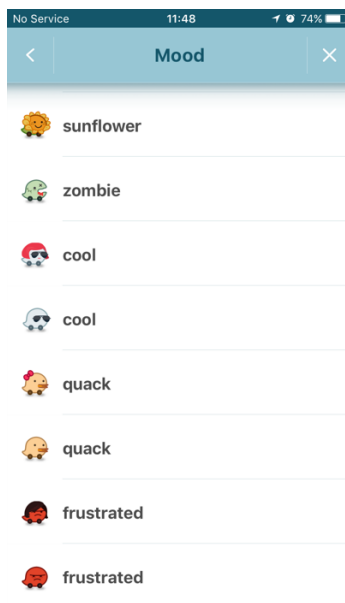 No Service 11:48 74%
Mood
sunflower
zombie
cool
cool
quack
quack
frustrated
frustrated